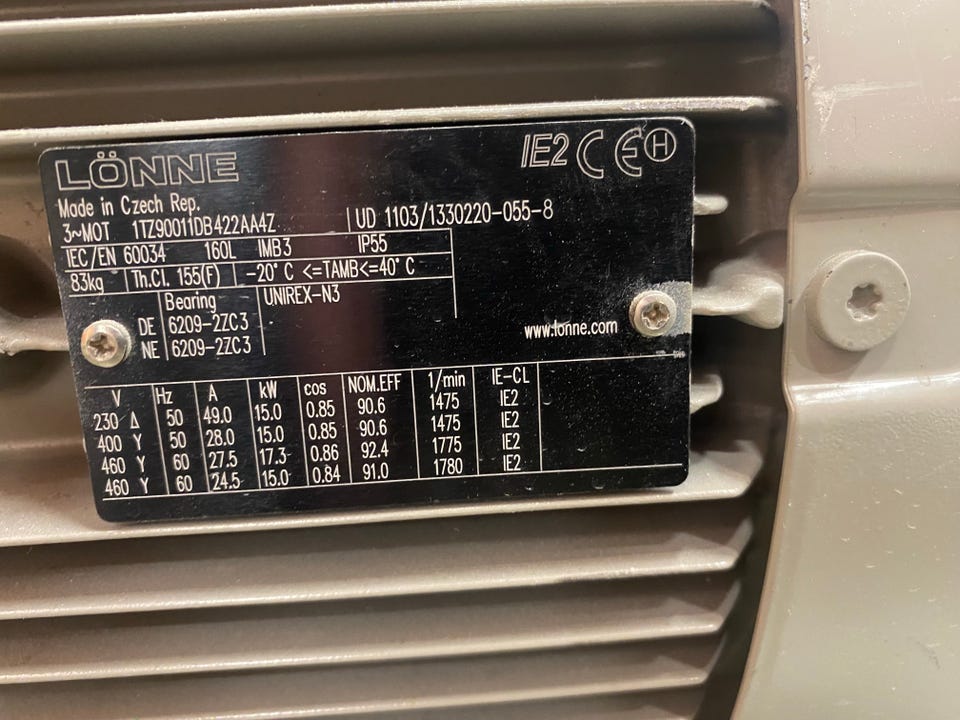 LÖNNE IE2 CE H
Made in Czech Rep.
3~MOT 1TZ90011DB422AA4Z UD 1103/1330220-055-8
IEC/EN 60034 160L IMB3 IP55
83kg Th.Cl. 155(F) -20° C <=TAMB<=40° C
Bearing UNIREX-N3
DE 6209-2ZC3
NE 6209-2ZC3
www.lonne.com
V Hz A kW cos NOM.EFF 1/min IE-CL
230 Δ 50 49.0 15.0 0.85 90.6 1475 IE2
400 Y 50 28.0 15.0 0.85 90.6 1475 IE2
460 Y 60 27.5 17.3 0.86 92.4 1775 IE2
460 Y 60 24.5 15.0 0.84 91.0 1780 IE2